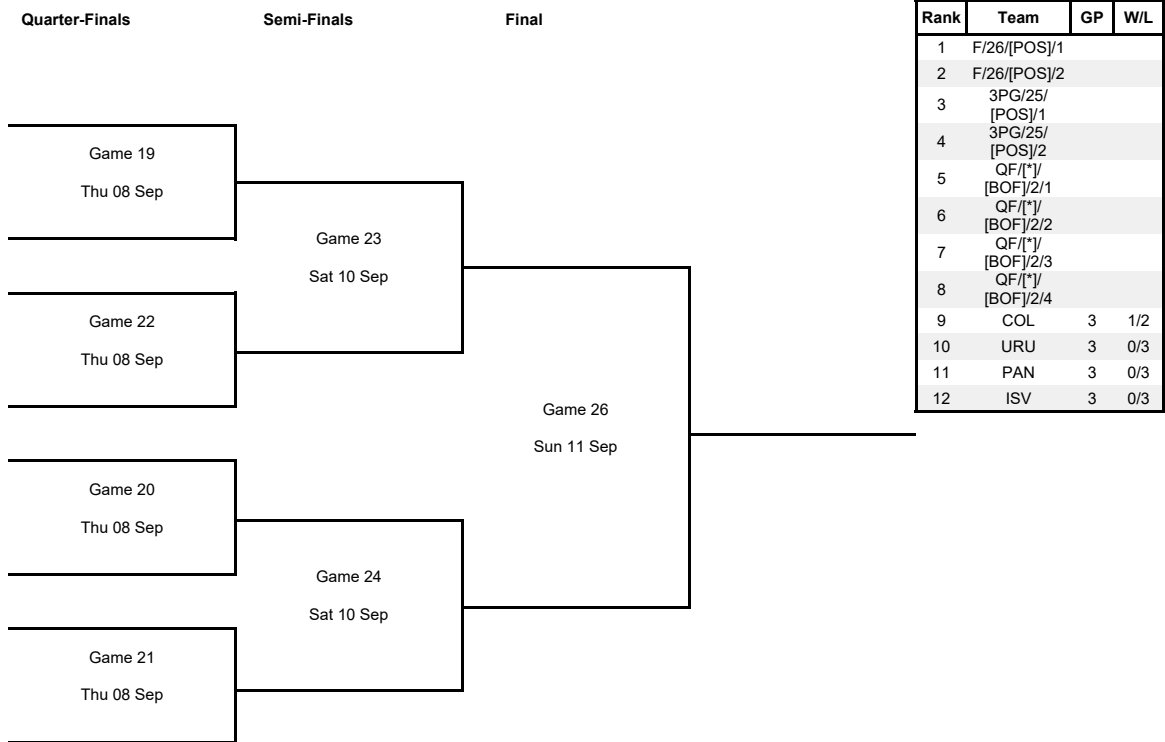 Quarter-Finals Semi-Finals Final
Game 19
Thu 08 Sep
Game 23
Sat 10 Sep
Game 22
Thu 08 Sep
Game 26
Sun 11 Sep
Game 20
Thu 08 Sep
Game 24
Sat 10 Sep
Game 21
Thu 08 Sep
Rank Team GP W/L
1 F/26/[POS]/1
2 F/26/[POS]/2
3 3PG/25/
[POS]/1
4 3PG/25/
[POS]/2
5 QF/[*]/
[BOF]/2/1
6 QF/[*]/
[BOF]/2/2
7 QF/[*]/
[BOF]/2/3
8 QF/[*]/
[BOF]/2/4
9 COL 3 1/2
10 URU 3 0/3
11 PAN 3 0/3
12 ISV 3 0/3